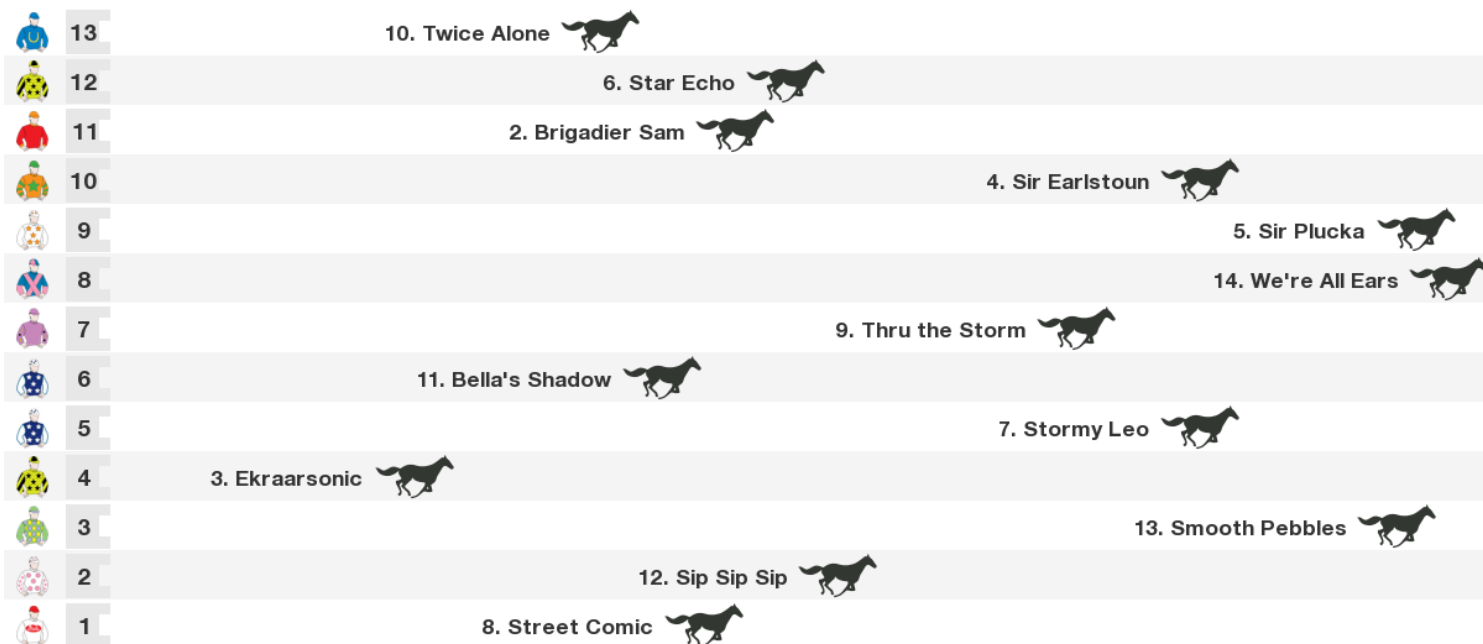 13 10. Twice Alone
12 6. Star Echo
11 2. Brigadier Sam
10 4. Sir Earlstoun
9 5. Sir Plucka
8 14. We're All Ears
7 9. Thru the Storm
6 11. Bella's Shadow
5 7. Stormy Leo
4 3. Ekraarsonic
3 13. Smooth Pebbles
2 12. Sip Sip Sip
1 8. Street Comic